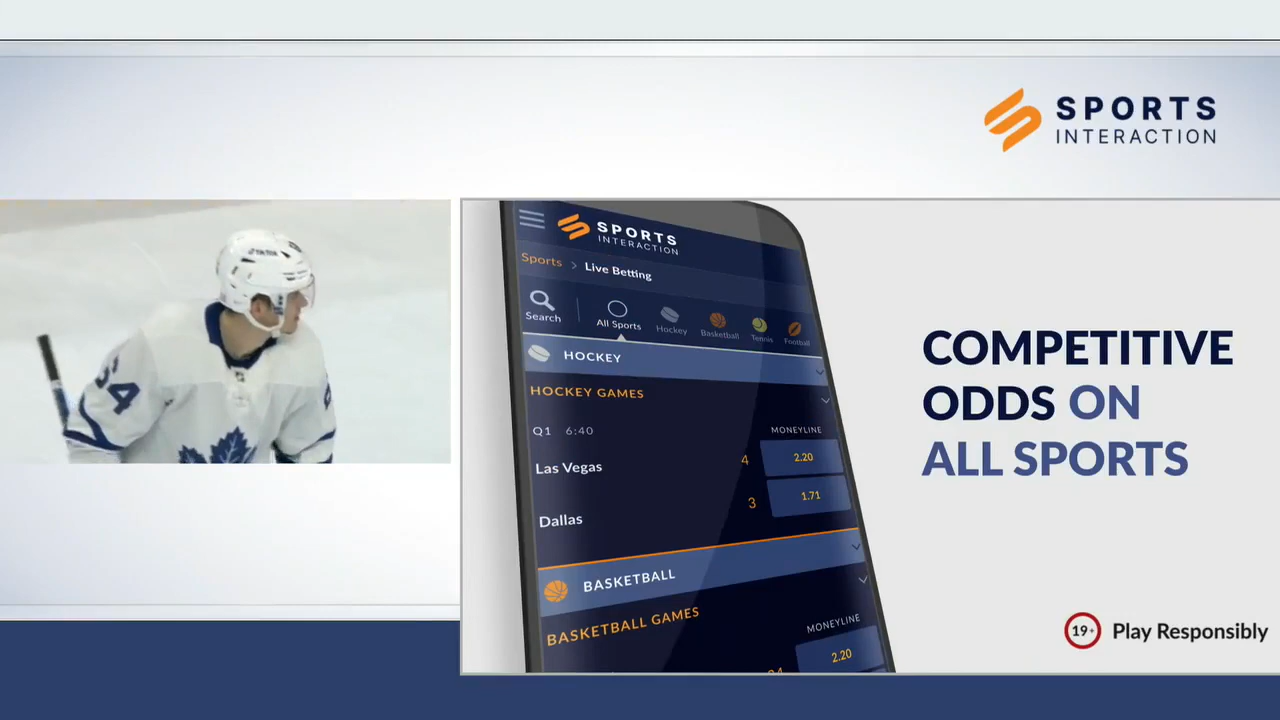 SPORTS
INTERACTION
SPORTS
INTERACTION
Sports > Live Betting
Search
All Sports
Hockey
Basketball
Tennis
Football
HOCKEY
HOCKEY GAMES
Q1 6:40
MONEYLINE
Las Vegas 4 2.20
Dallas 3 1.71
BASKETBALL
BASKETBALL GAMES
MONEYLINE
2.20
COMPETITIVE
ODDS ON
ALL SPORTS
19+ Play Responsibly
64